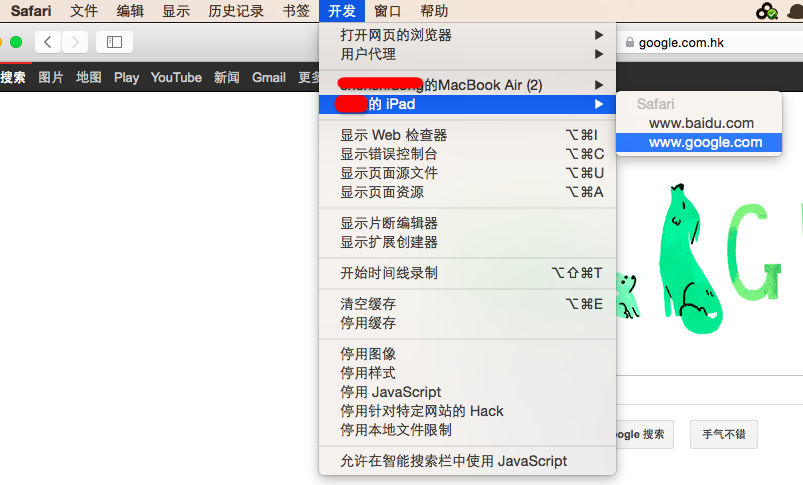 Safari 文件 编辑 显示 历史记录 书签 开发 窗口 帮助
google.com.hk
搜索 图片 地图 Play YouTube 新闻 Gmail 更多
打开网页的浏览器
用户代理
的MacBook Air (2)
的 iPad
Safari
www.baidu.com
www.google.com
显示 Web 检查器 ⌥⌘I
显示错误控制台 ⌥⌘C
显示页面源文件 ⌥⌘U
显示页面资源 ⌥⌘A
显示片断编辑器
显示扩展创建器
开始时间线录制 ⌥⇧⌘T
清空缓存 ⌥⌘E
停用缓存
停用图像
停用样式
停用 JavaScript
停用针对特定网站的 Hack
停用本地文件限制
允许在智能搜索栏中使用 JavaScript
G
ogle 搜索 手气不错